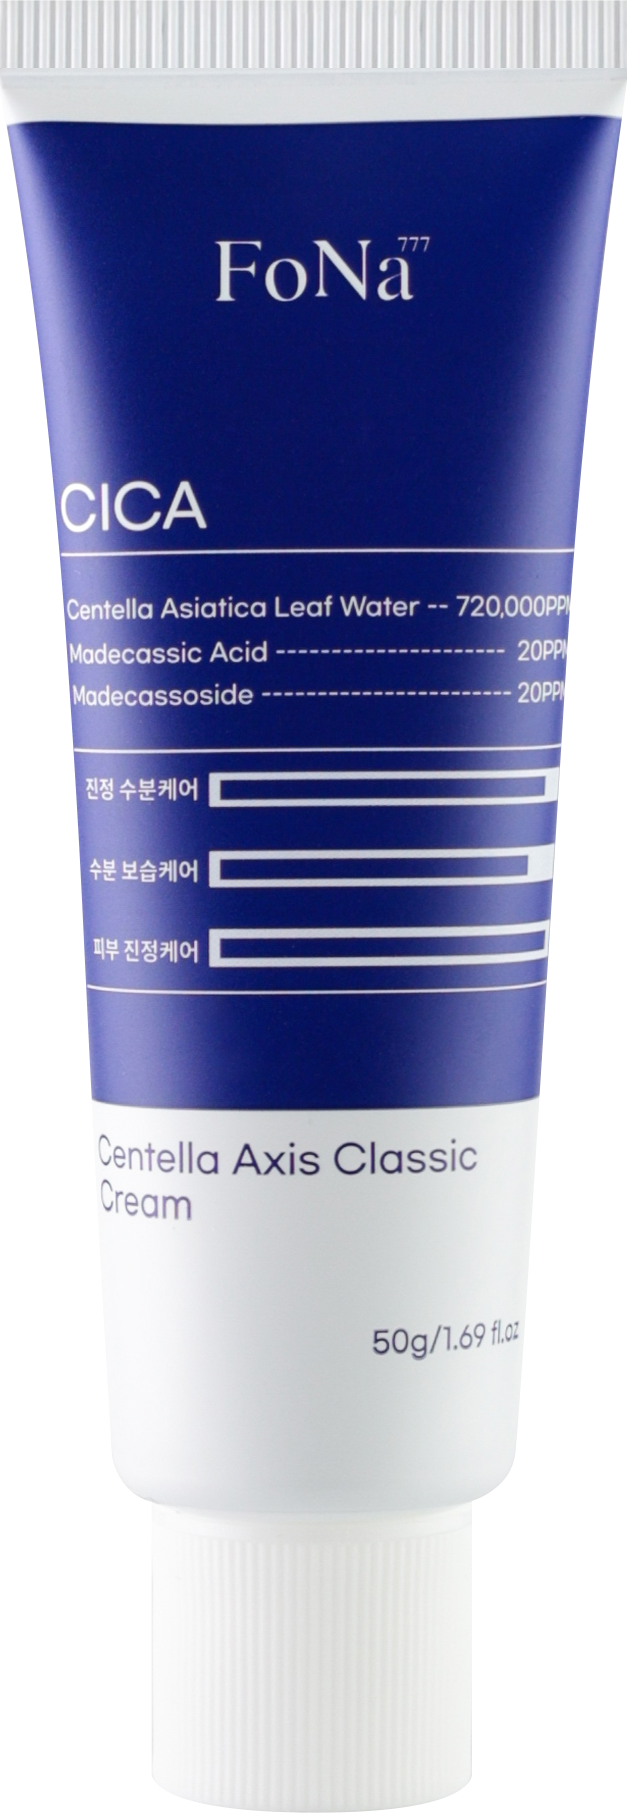 FoNa777
CICA
Centella Asiatica Leaf Water -- 720,000PPM
Madecassic Acid --------------------- 20PPM
Madecassoside ----------------------- 20PPM
진정 수분케어
수분 보습케어
피부 진정케어
Centella Axis Classic
Cream
50g/1.69 fl.oz